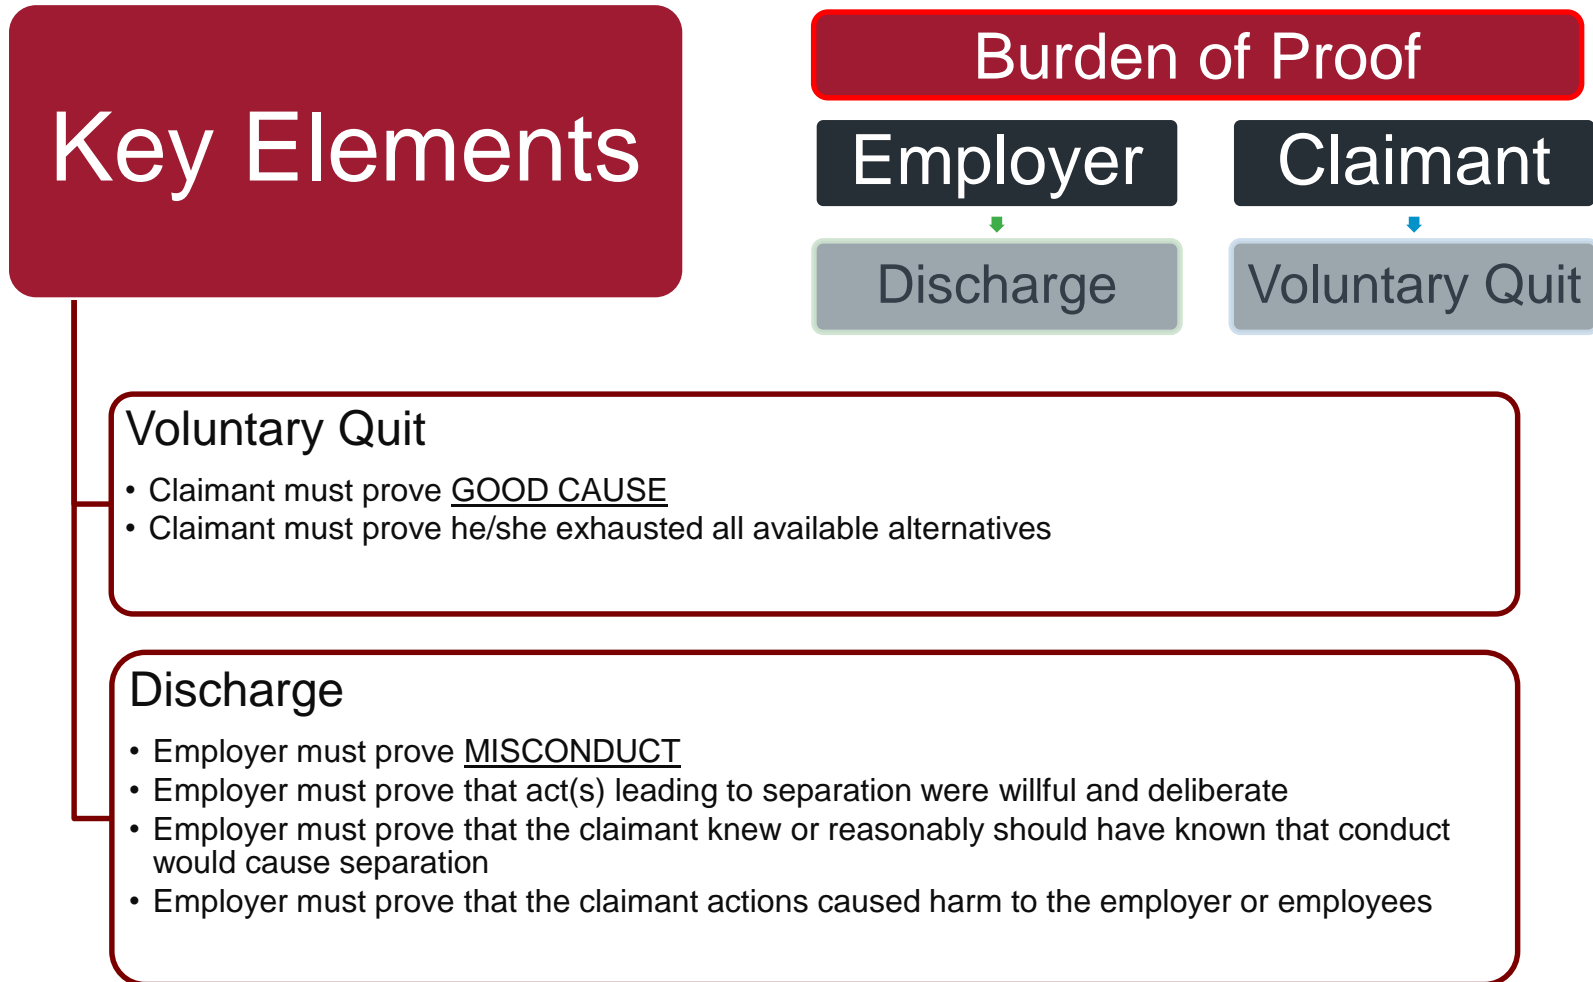 Key Elements
Burden of Proof
Employer
Claimant
Discharge
Voluntary Quit
Voluntary Quit
• Claimant must prove GOOD CAUSE
• Claimant must prove he/she exhausted all available alternatives
Discharge
• Employer must prove MISCONDUCT
• Employer must prove that act(s) leading to separation were willful and deliberate
• Employer must prove that the claimant knew or reasonably should have known that conduct
would cause separation
• Employer must prove that the claimant actions caused harm to the employer or employees